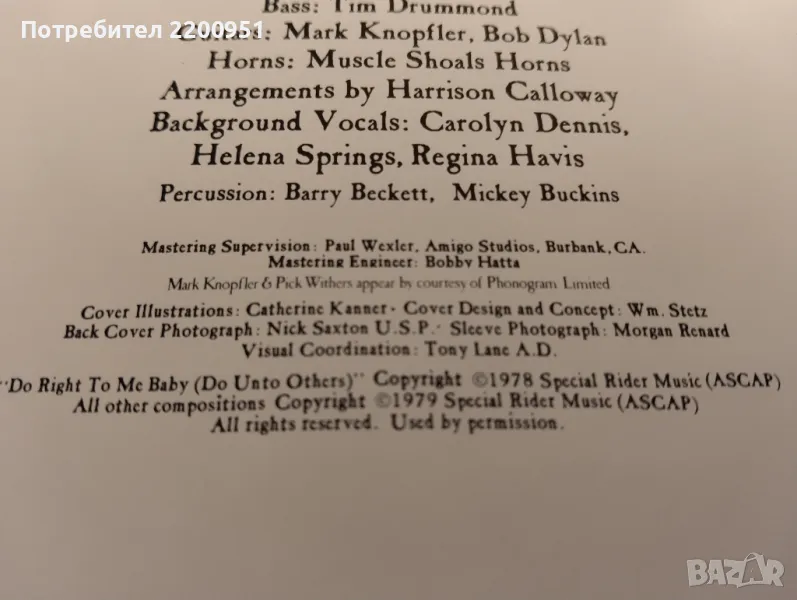 Bass: Tim Drummond
Потребител 2200951
Guitars: Mark Knopfler, Bob Dylan
Horns: Muscle Shoals Horns
Arrangements by Harrison Calloway
Background Vocals: Carolyn Dennis,
Helena Springs, Regina Havis
Percussion: Barry Beckett, Mickey Buckins
Mastering Supervision: Paul Wexler, Amigo Studios, Burbank, CA.
Mastering Engineer: Bobby Hatta
Mark Knopfler & Pick Withers appear by courtesy of Phonogram Limited
Cover Illustrations: Catherine Kanner · Cover Design and Concept: Wm. Stetz
Back Cover Photograph: Nick Saxton U.S.P. · Sleeve Photograph: Morgan Renard
Visual Coordination: Tony Lane A.D.
"Do Right To Me Baby (Do Unto Others)" Copyright ©1978 Special Rider Music (ASCAP)
All other compositions Copyright ©1979 Special Rider Music (ASCAP)
All rights reserved. Used by permission.
BAZAR